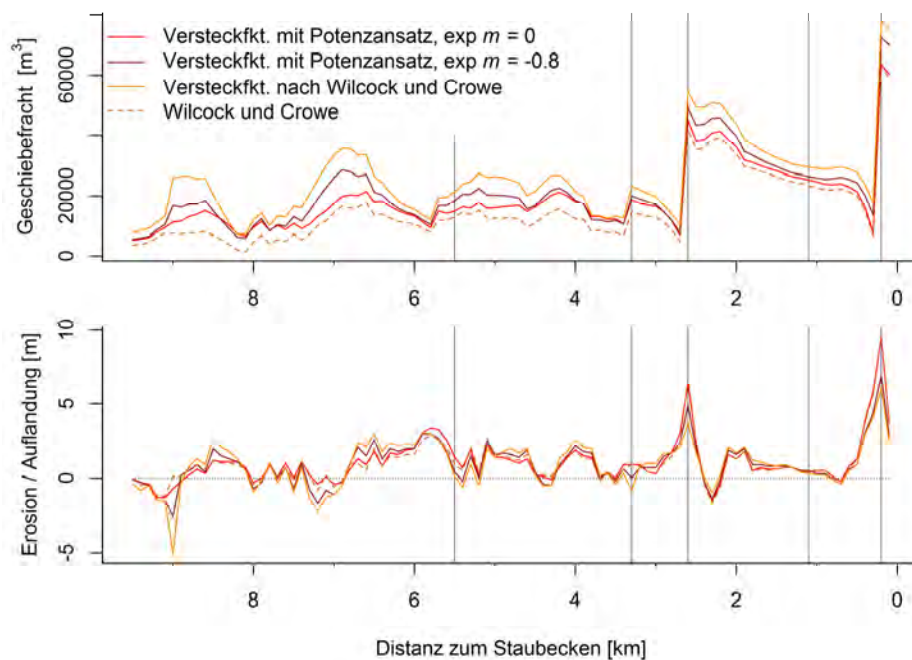 Geschiebefracht [m³]
0
20000
60000
Versteckfkt. mit Potenzansatz, exp m = 0
Versteckfkt. mit Potenzansatz, exp m = -0.8
Versteckfkt. nach Wilcock und Crowe
Wilcock und Crowe
8
6
4
2
0
Erosion / Auflandung [m]
10
5
0
-5
8
6
4
2
0
Distanz zum Staubecken [km]